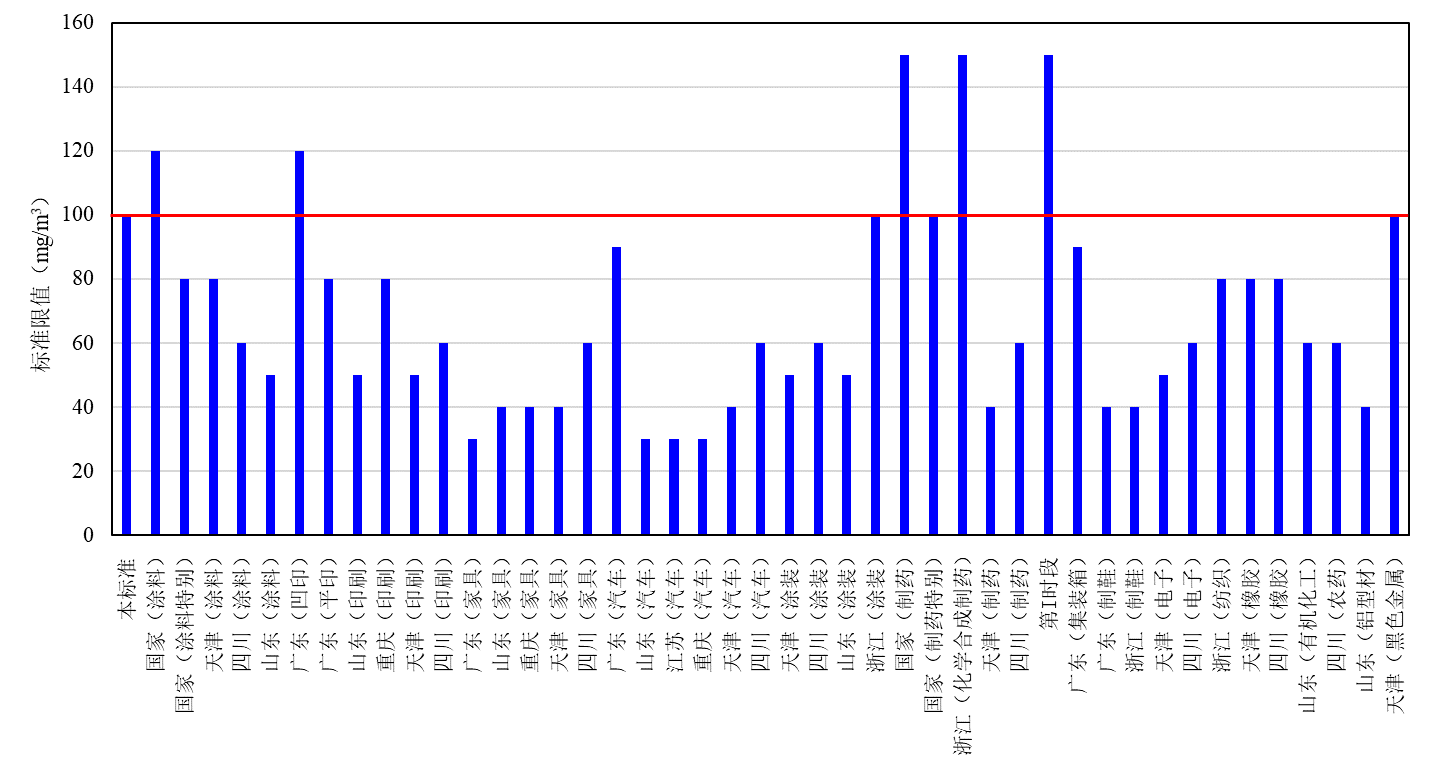 160
140
120
100
80
60
40
20
0
标准限值（mg/m³）
本标准
国家（涂料）
国家（涂料特别）
天津（涂料）
四川（涂料）
山东（涂料）
广东（凹印）
广东（平印）
山东（印刷）
重庆（印刷）
天津（印刷）
四川（印刷）
广东（家具）
山东（家具）
重庆（家具）
天津（家具）
四川（家具）
广东（汽车）
山东（汽车）
江苏（汽车）
重庆（汽车）
天津（汽车）
四川（汽车）
天津（涂装）
四川（涂装）
山东（涂装）
浙江（涂装）
国家（制药）
国家（制药特别）
浙江（化学合成制药）
天津（制药）
四川（制药）
第I时段
广东（集装箱）
广东（制鞋）
浙江（制鞋）
天津（电子）
四川（电子）
浙江（纺织）
天津（橡胶）
四川（橡胶）
山东（有机化工）
四川（农药）
山东（铝型材）
天津（黑色金属）